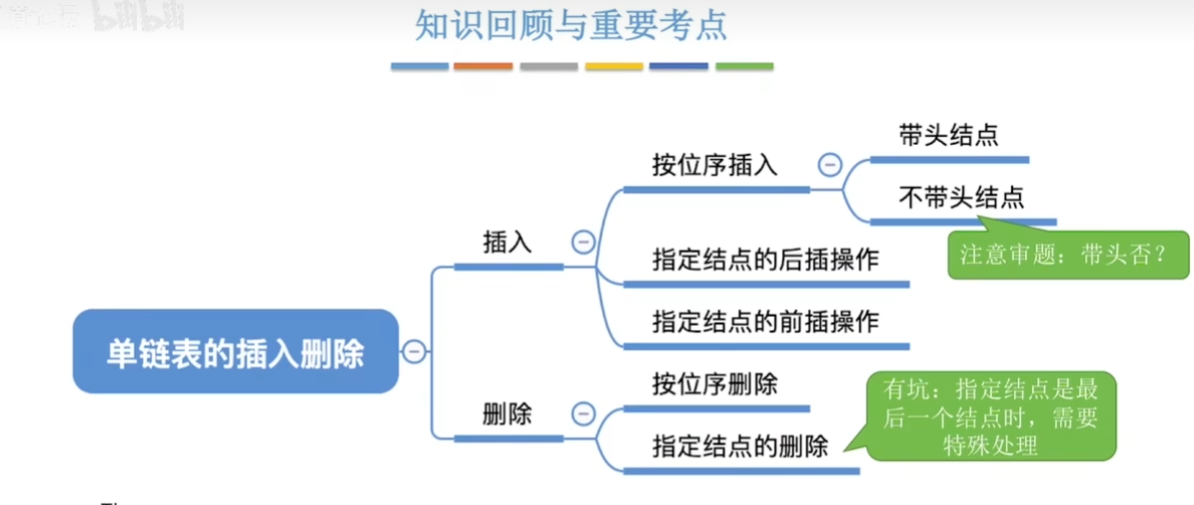 bilibili
知识回顾与重要考点
带头结点
按位序插入
不带头结点
插入
注意审题：带头否？
指定结点的后插操作
指定结点的前插操作
单链表的插入删除
按位序删除
删除
有坑：指定结点是最
后一个结点时，需要
特殊处理
指定结点的删除